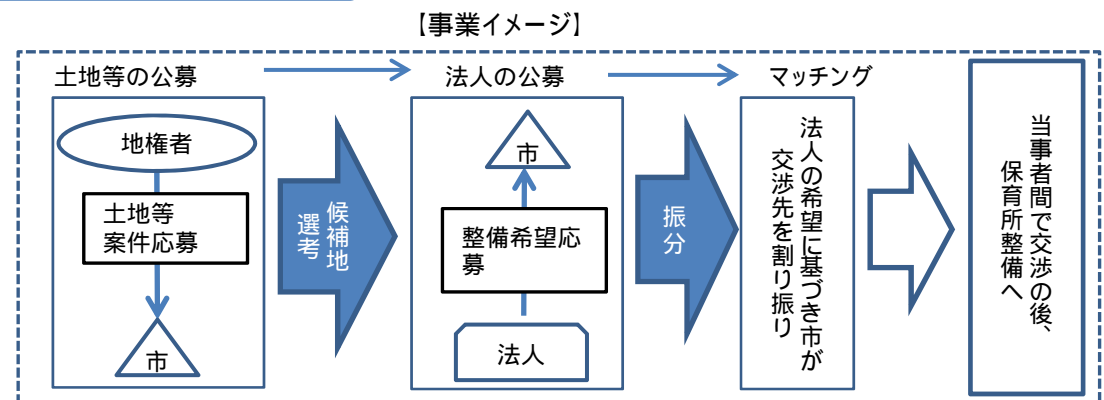 【事業イメージ】
土地等の公募
法人の公募
マッチング
地権者
土地等
案件応募
市
候補地
選考
市
整備希望応
募
法人
振分
法人の希望に基づき市が
交渉先を割り振り
当事者間で交渉の後、
保育所整備へ